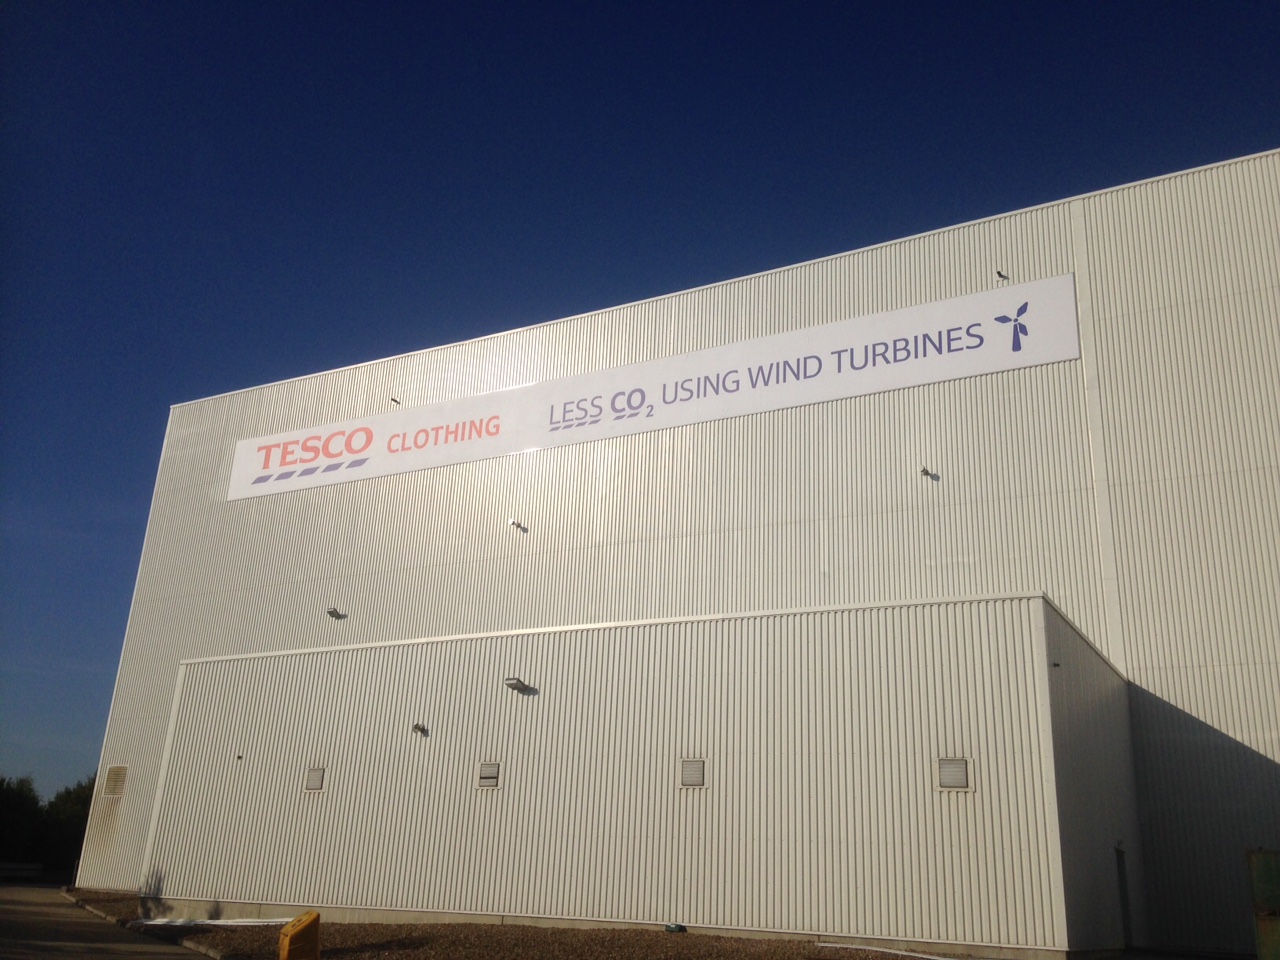 TESCO CLOTHING LESS CO₂ USING WIND TURBINES